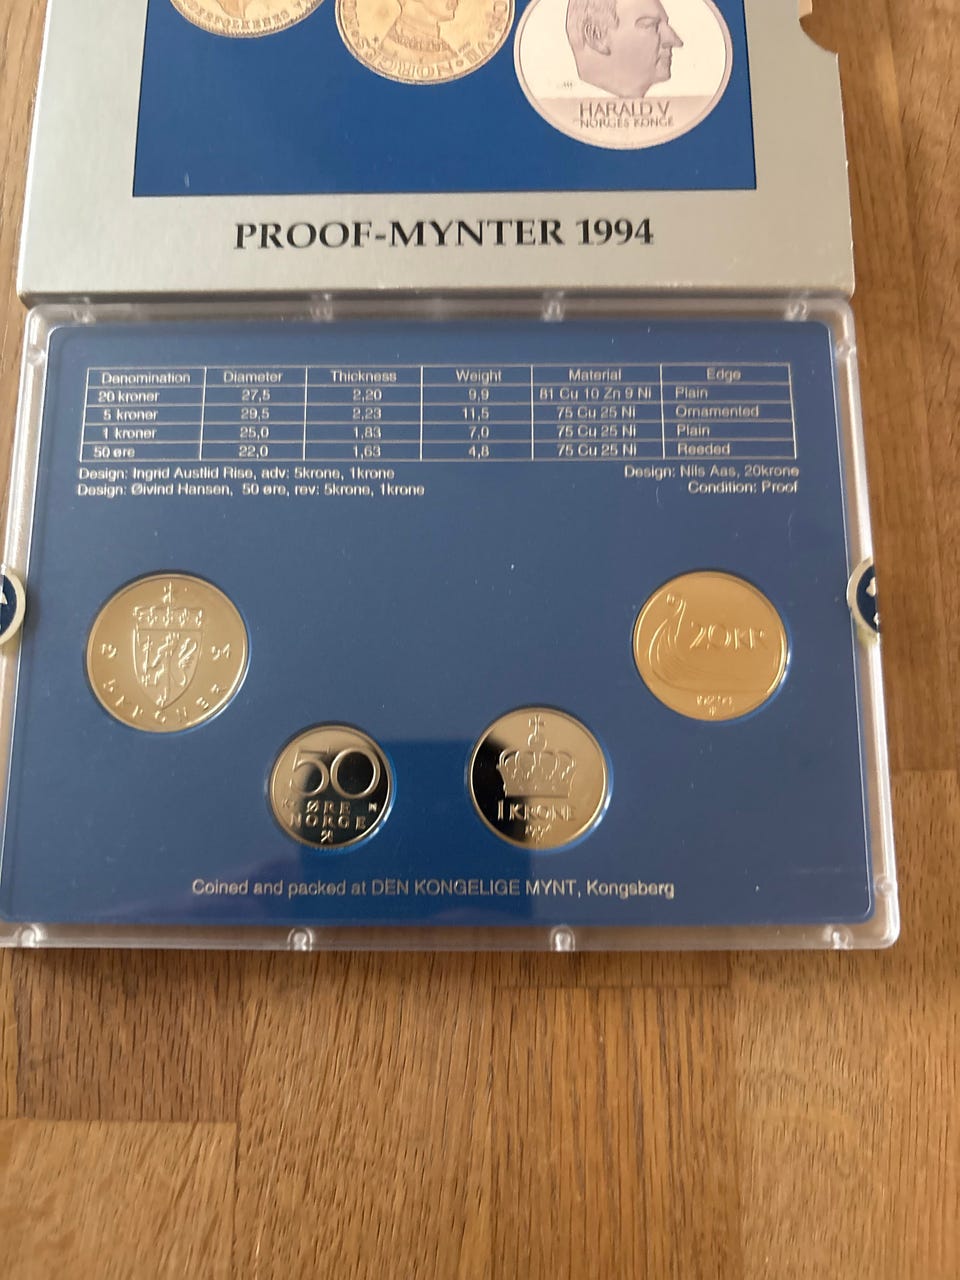 HARALD V
NORGES KONGE
PROOF-MYNTER 1994
Denomination Diameter Thickness Weight Material Edge
20 kroner 27,5 2,20 9,9 81 Cu 10 Zn 9 Ni Plain
5 kroner 29,5 2,23 11,5 75 Cu 25 Ni Ornamented
1 kroner 25,0 1,83 7,0 75 Cu 25 Ni Plain
50 øre 22,0 1,63 4,8 75 Cu 25 Ni Reeded
Design: Ingrid Austlid Rise, adv: 5krone, 1krone
Design: Øivind Hansen, 50 øre, rev: 5krone, 1krone
Design: Nils Aas, 20krone
Condition: Proof
94
5 KRONER
20 KR
50
ØRE
NORGE
1 KRONE
Coined and packed at DEN KONGELIGE MYNT, Kongsberg